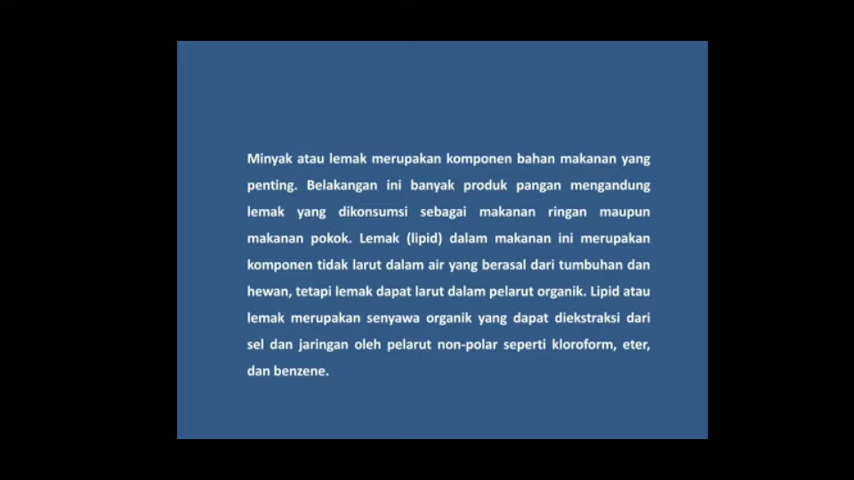 Minyak atau lemak merupakan komponen bahan makanan yang
penting. Belakangan ini banyak produk pangan mengandung
lemak yang dikonsumsi sebagai makanan ringan maupun
makanan pokok. Lemak (lipid) dalam makanan ini merupakan
komponen tidak larut dalam air yang berasal dari tumbuhan dan
hewan, tetapi lemak dapat larut dalam pelarut organik. Lipid atau
lemak merupakan senyawa organik yang dapat diekstraksi dari
sel dan jaringan oleh pelarut non-polar seperti kloroform, eter,
dan benzene.